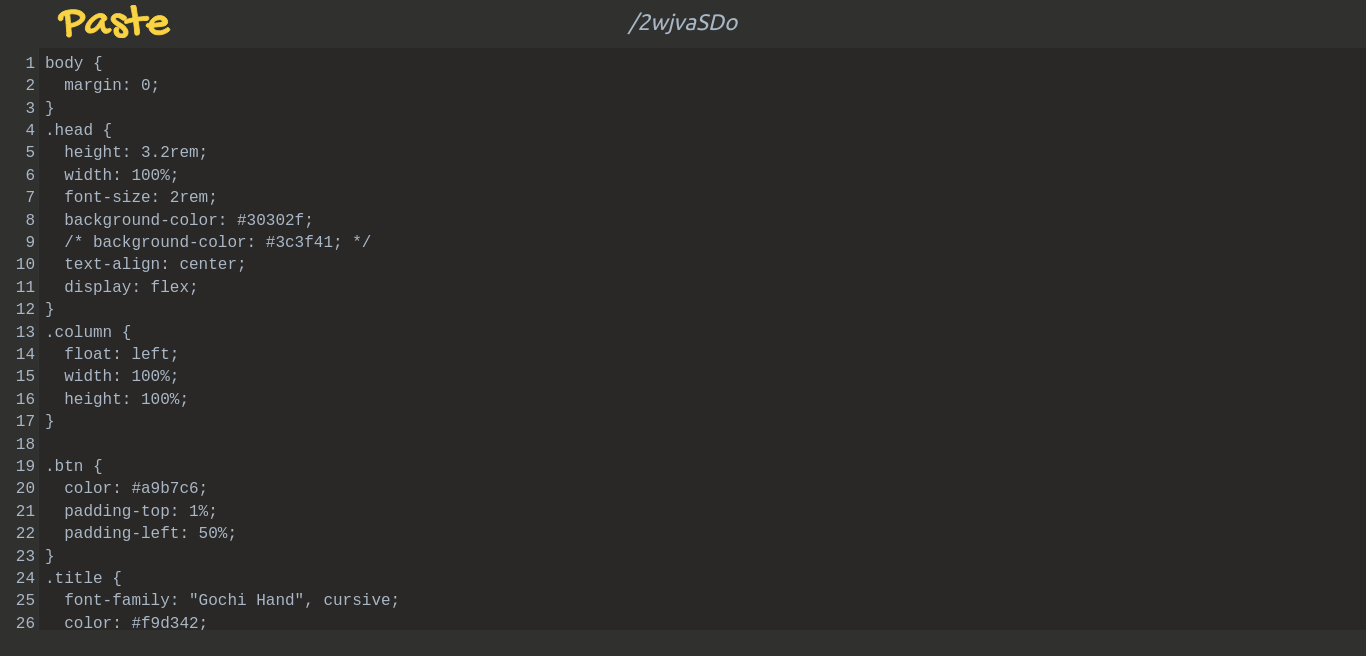 Paste
/2wjvaSDo
1 body {
2   margin: 0;
3 }
4 .head {
5   height: 3.2rem;
6   width: 100%;
7   font-size: 2rem;
8   background-color: #30302f;
9   /* background-color: #3c3f41; */
10   text-align: center;
11   display: flex;
12 }
13 .column {
14   float: left;
15   width: 100%;
16   height: 100%;
17 }
18
19 .btn {
20   color: #a9b7c6;
21   padding-top: 1%;
22   padding-left: 50%;
23 }
24 .title {
25   font-family: "Gochi Hand", cursive;
26   color: #f9d342;